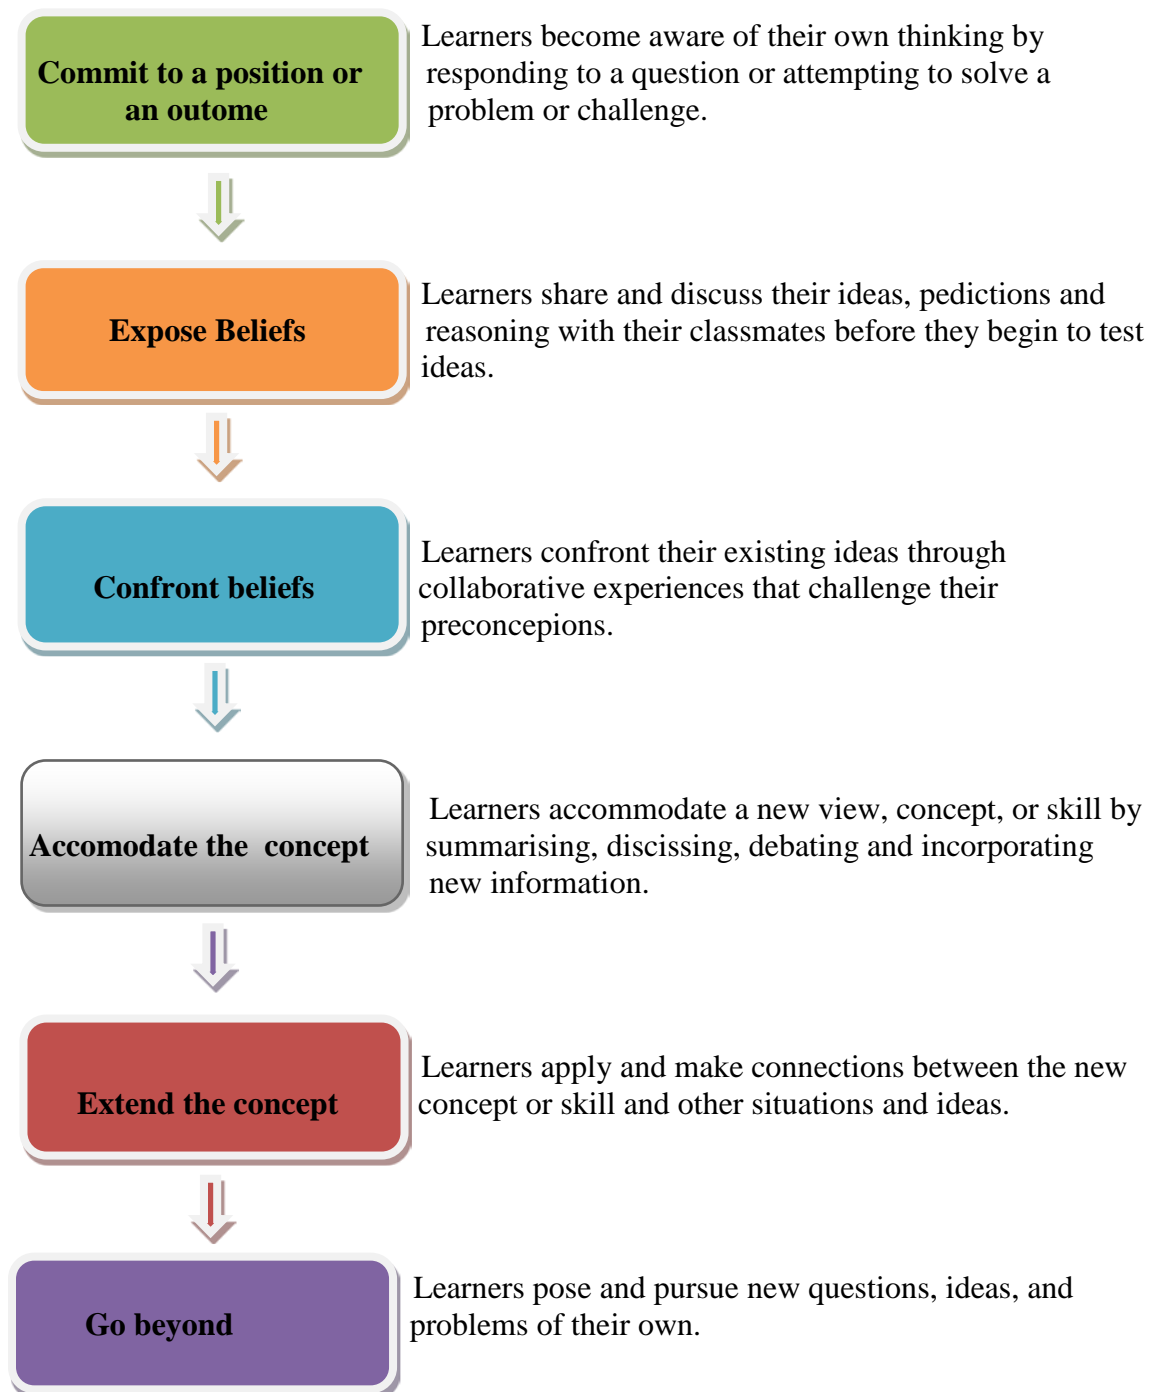 Commit to a position or
an outome
Learners become aware of their own thinking by
responding to a question or attempting to solve a
problem or challenge.
Expose Beliefs
Learners share and discuss their ideas, pedictions and
reasoning with their classmates before they begin to test
ideas.
Confront beliefs
Learners confront their existing ideas through
collaborative experiences that challenge their
preconcepions.
Accomodate the concept
Learners accommodate a new view, concept, or skill by
summarising, discissing, debating and incorporating
new information.
Extend the concept
Learners apply and make connections between the new
concept or skill and other situations and ideas.
Go beyond
Learners pose and pursue new questions, ideas, and
problems of their own.